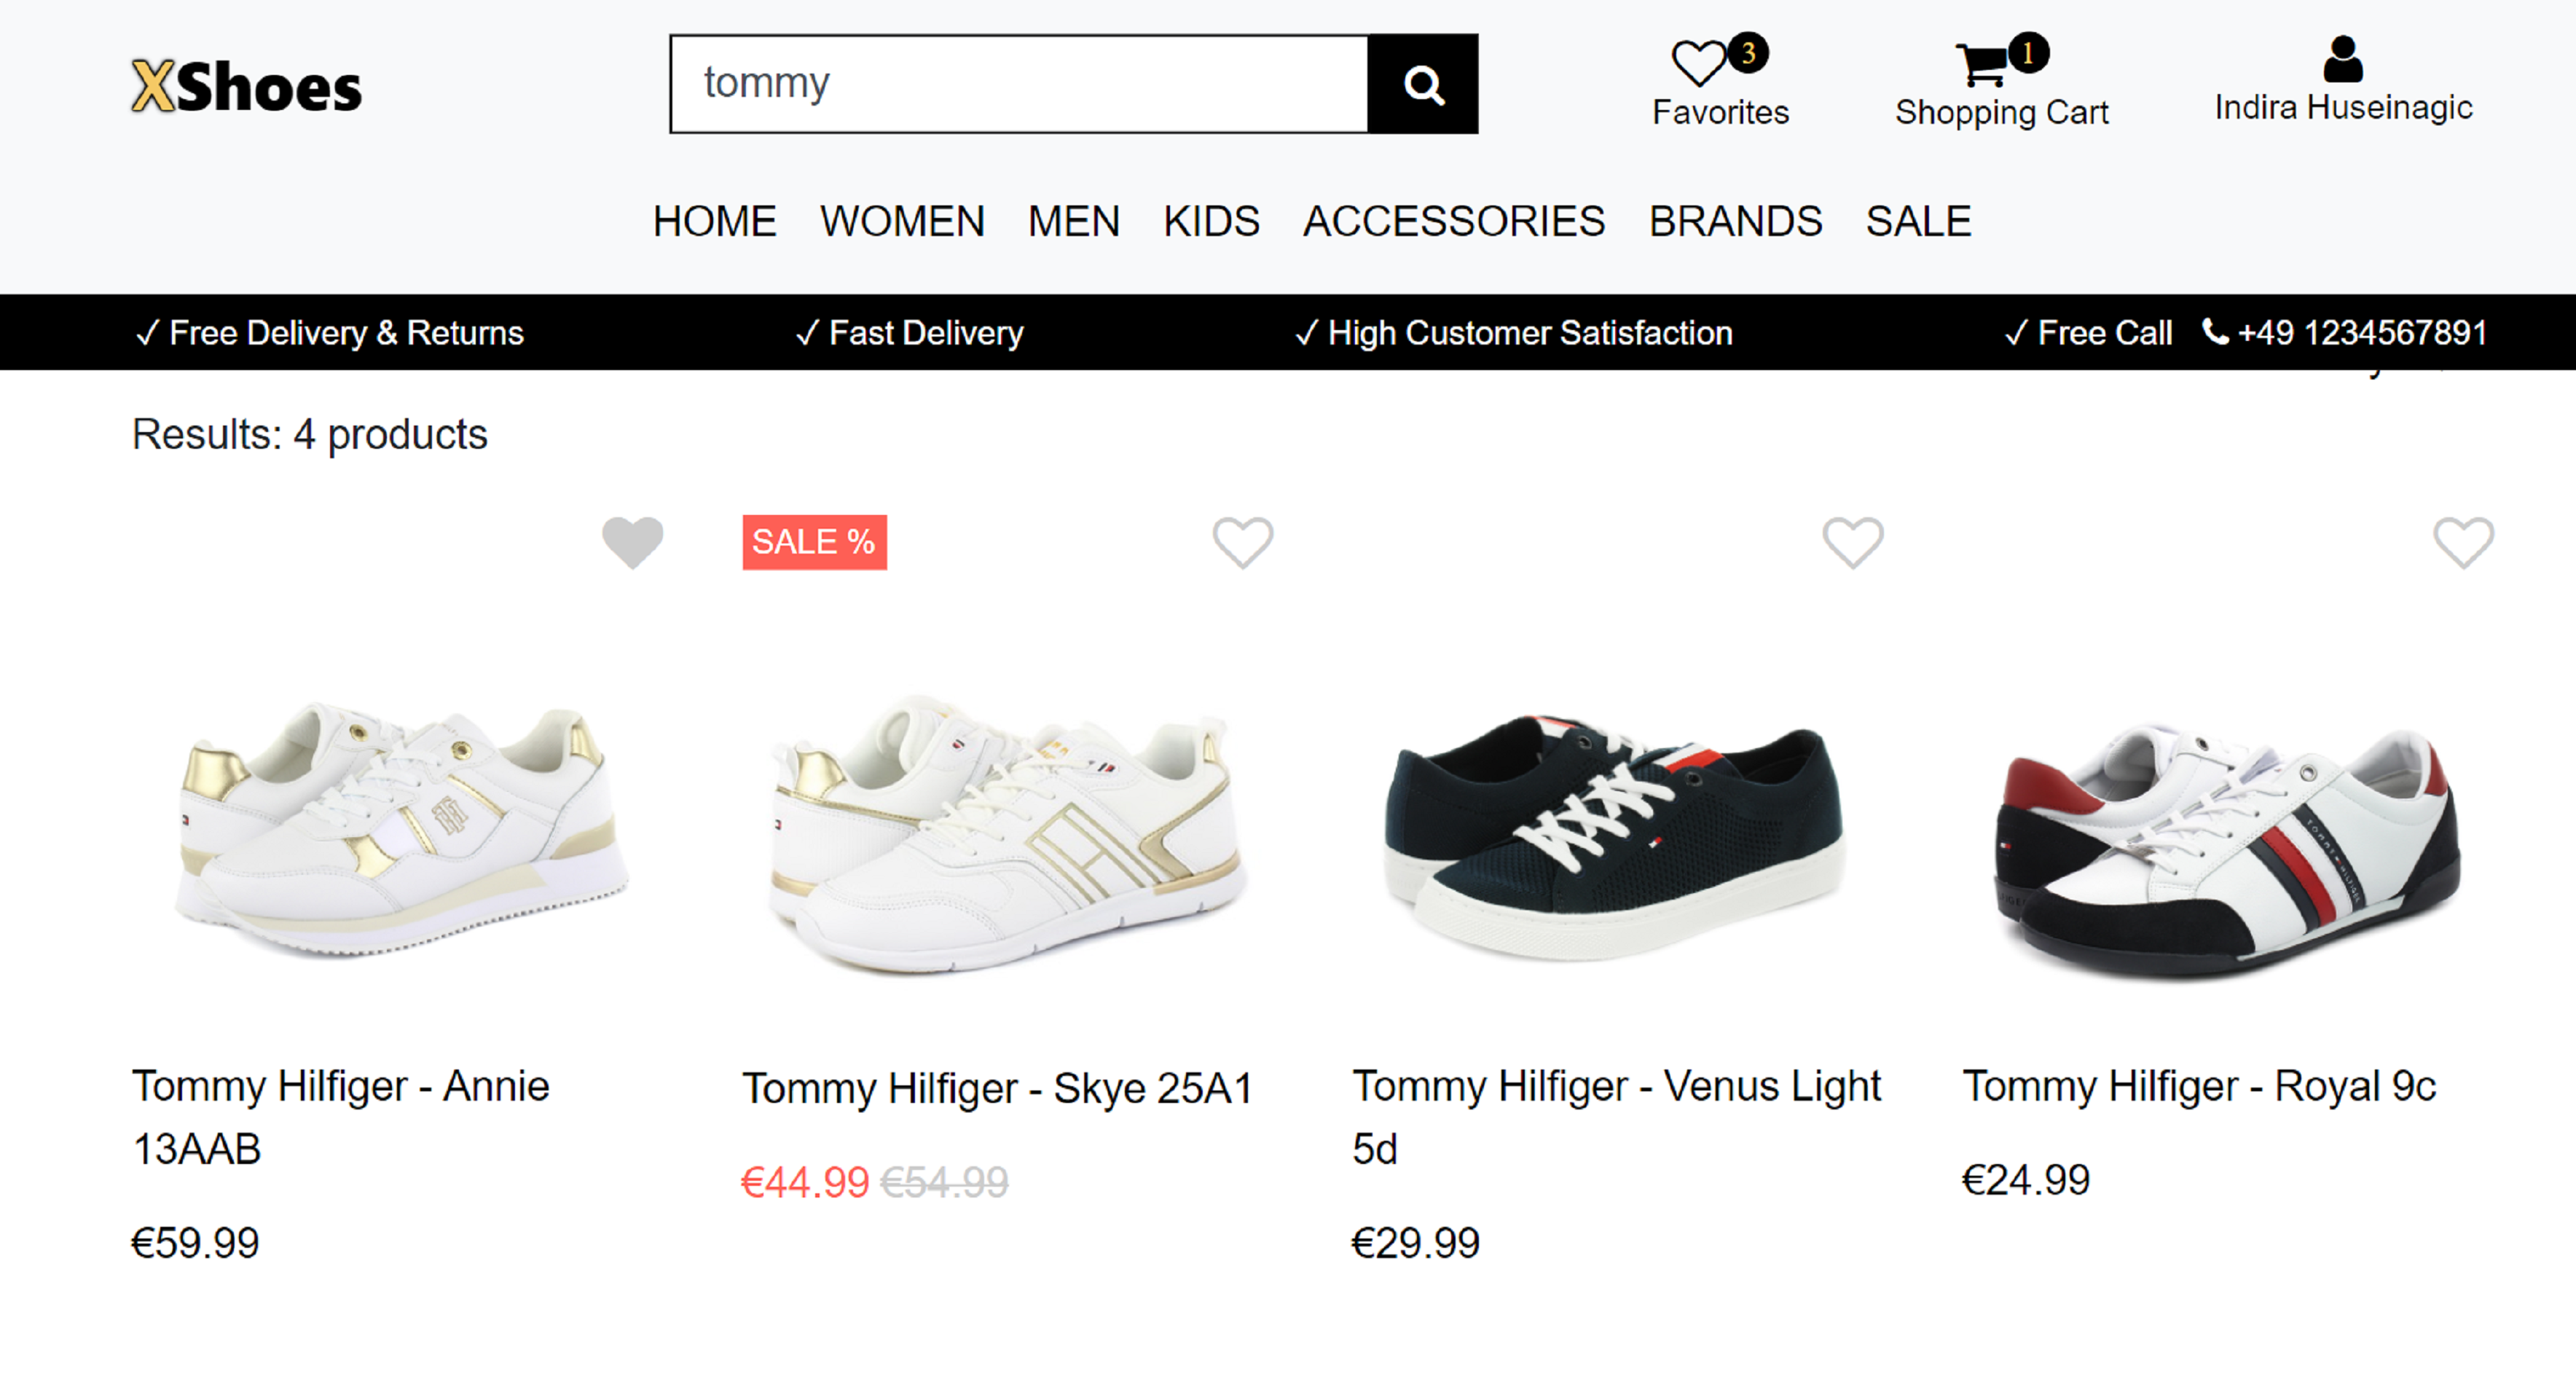 XShoes
tommy
3
1
Favorites
Shopping Cart
Indira Huseinagic
HOME WOMEN MEN KIDS ACCESSORIES BRANDS SALE
✓ Free Delivery & Returns
✓ Fast Delivery
✓ High Customer Satisfaction
✓ Free Call +49 1234567891
Results: 4 products
SALE %
Tommy Hilfiger - Annie
13AAB
€59.99
Tommy Hilfiger - Skye 25A1
€44.99 €54.99
Tommy Hilfiger - Venus Light
5d
€29.99
Tommy Hilfiger - Royal 9c
€24.99